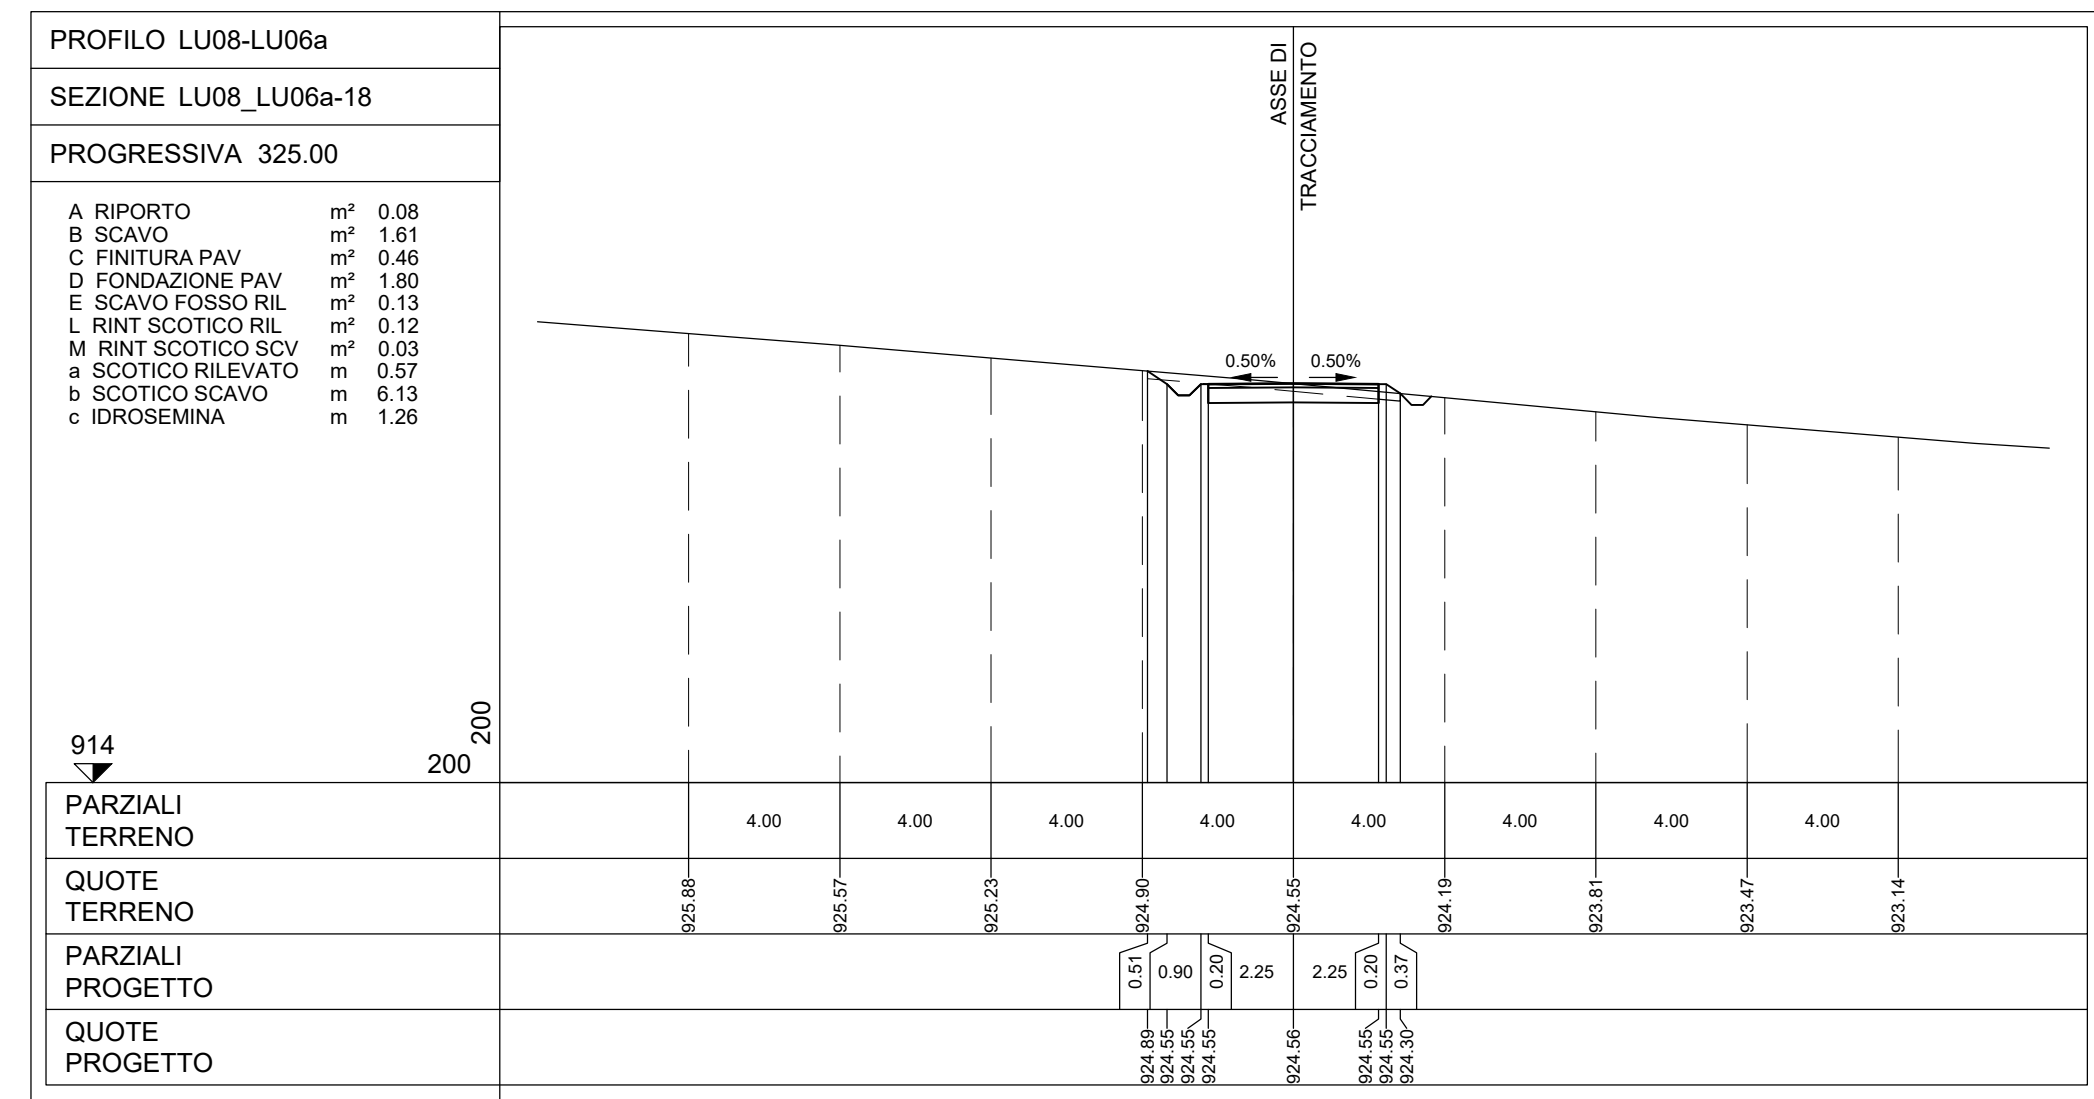 PROFILO LU08-LU06a
SEZIONE LU08_LU06a-18
PROGRESSIVA 325.00
A RIPORTO m² 0.08
B SCAVO m² 1.61
C FINITURA PAV m² 0.46
D FONDAZIONE PAV m² 1.80
E SCAVO FOSSO RIL m² 0.13
L RINT SCOTICO RIL m² 0.12
M RINT SCOTICO SCV m² 0.03
a SCOTICO RILEVATO m 0.57
b SCOTICO SCAVO m 6.13
c IDROSEMINA m 1.26
ASSE DI
TRACCIAMENTO
0.50% 0.50%
914
200
200
PARZIALI
TERRENO
4.00 4.00 4.00 4.00 4.00 4.00 4.00 4.00
QUOTE
TERRENO
925.88 925.57 925.23 924.90 924.55 924.19 923.81 923.47 923.14
PARZIALI
PROGETTO
0.51 0.90 0.20 2.25 2.25 0.20 0.37
QUOTE
PROGETTO
924.89 924.55 924.55 924.55 924.56 924.55 924.55 924.30